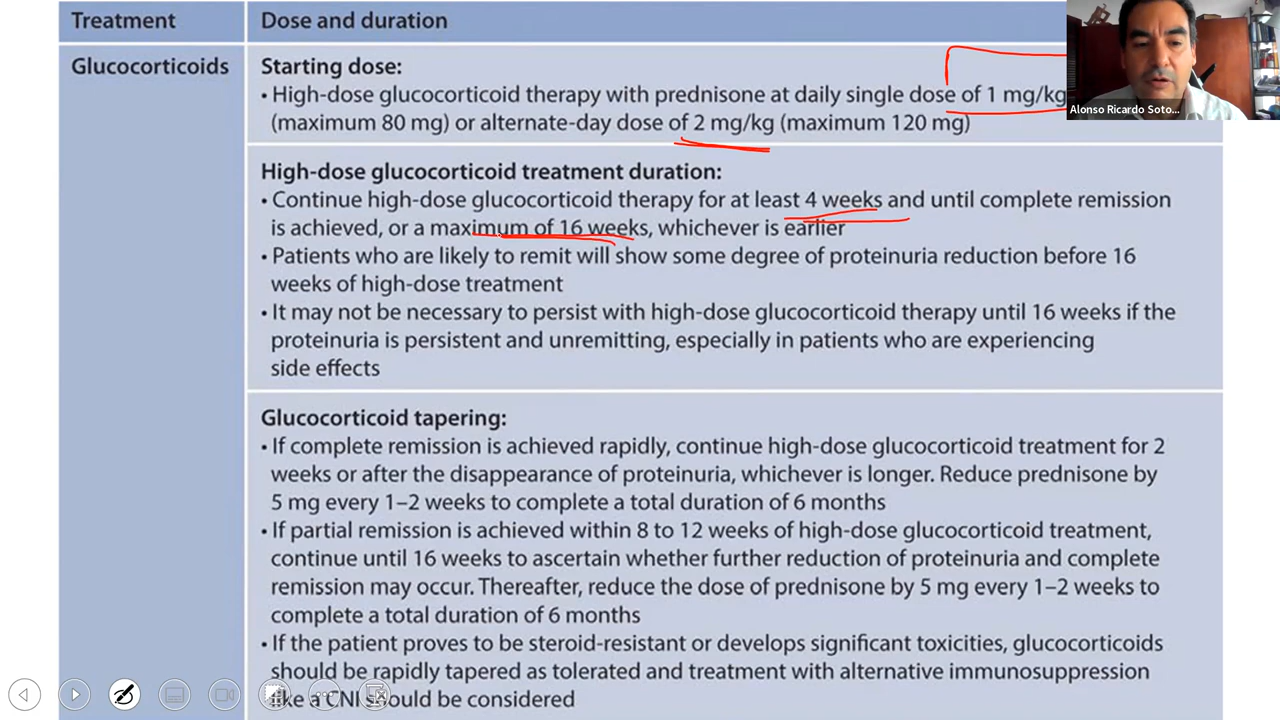 Treatment
Dose and duration
Glucocorticoids
Starting dose:
• High-dose glucocorticoid therapy with prednisone at daily single dose of 1 mg/kg
(maximum 80 mg) or alternate-day dose of 2 mg/kg (maximum 120 mg)
High-dose glucocorticoid treatment duration:
• Continue high-dose glucocorticoid therapy for at least 4 weeks and until complete remission
is achieved, or a maximum of 16 weeks, whichever is earlier
• Patients who are likely to remit will show some degree of proteinuria reduction before 16
weeks of high-dose treatment
• It may not be necessary to persist with high-dose glucocorticoid therapy until 16 weeks if the
proteinuria is persistent and unremitting, especially in patients who are experiencing
side effects
Glucocorticoid tapering:
• If complete remission is achieved rapidly, continue high-dose glucocorticoid treatment for 2
weeks or after the disappearance of proteinuria, whichever is longer. Reduce prednisone by
5 mg every 1–2 weeks to complete a total duration of 6 months
• If partial remission is achieved within 8 to 12 weeks of high-dose glucocorticoid treatment,
continue until 16 weeks to ascertain whether further reduction of proteinuria and complete
remission may occur. Thereafter, reduce the dose of prednisone by 5 mg every 1–2 weeks to
complete a total duration of 6 months
• If the patient proves to be steroid-resistant or develops significant toxicities, glucocorticoids
should be rapidly tapered as tolerated and treatment with alternative immunosuppression
like a CNI should be considered
Alonso Ricardo Soto...